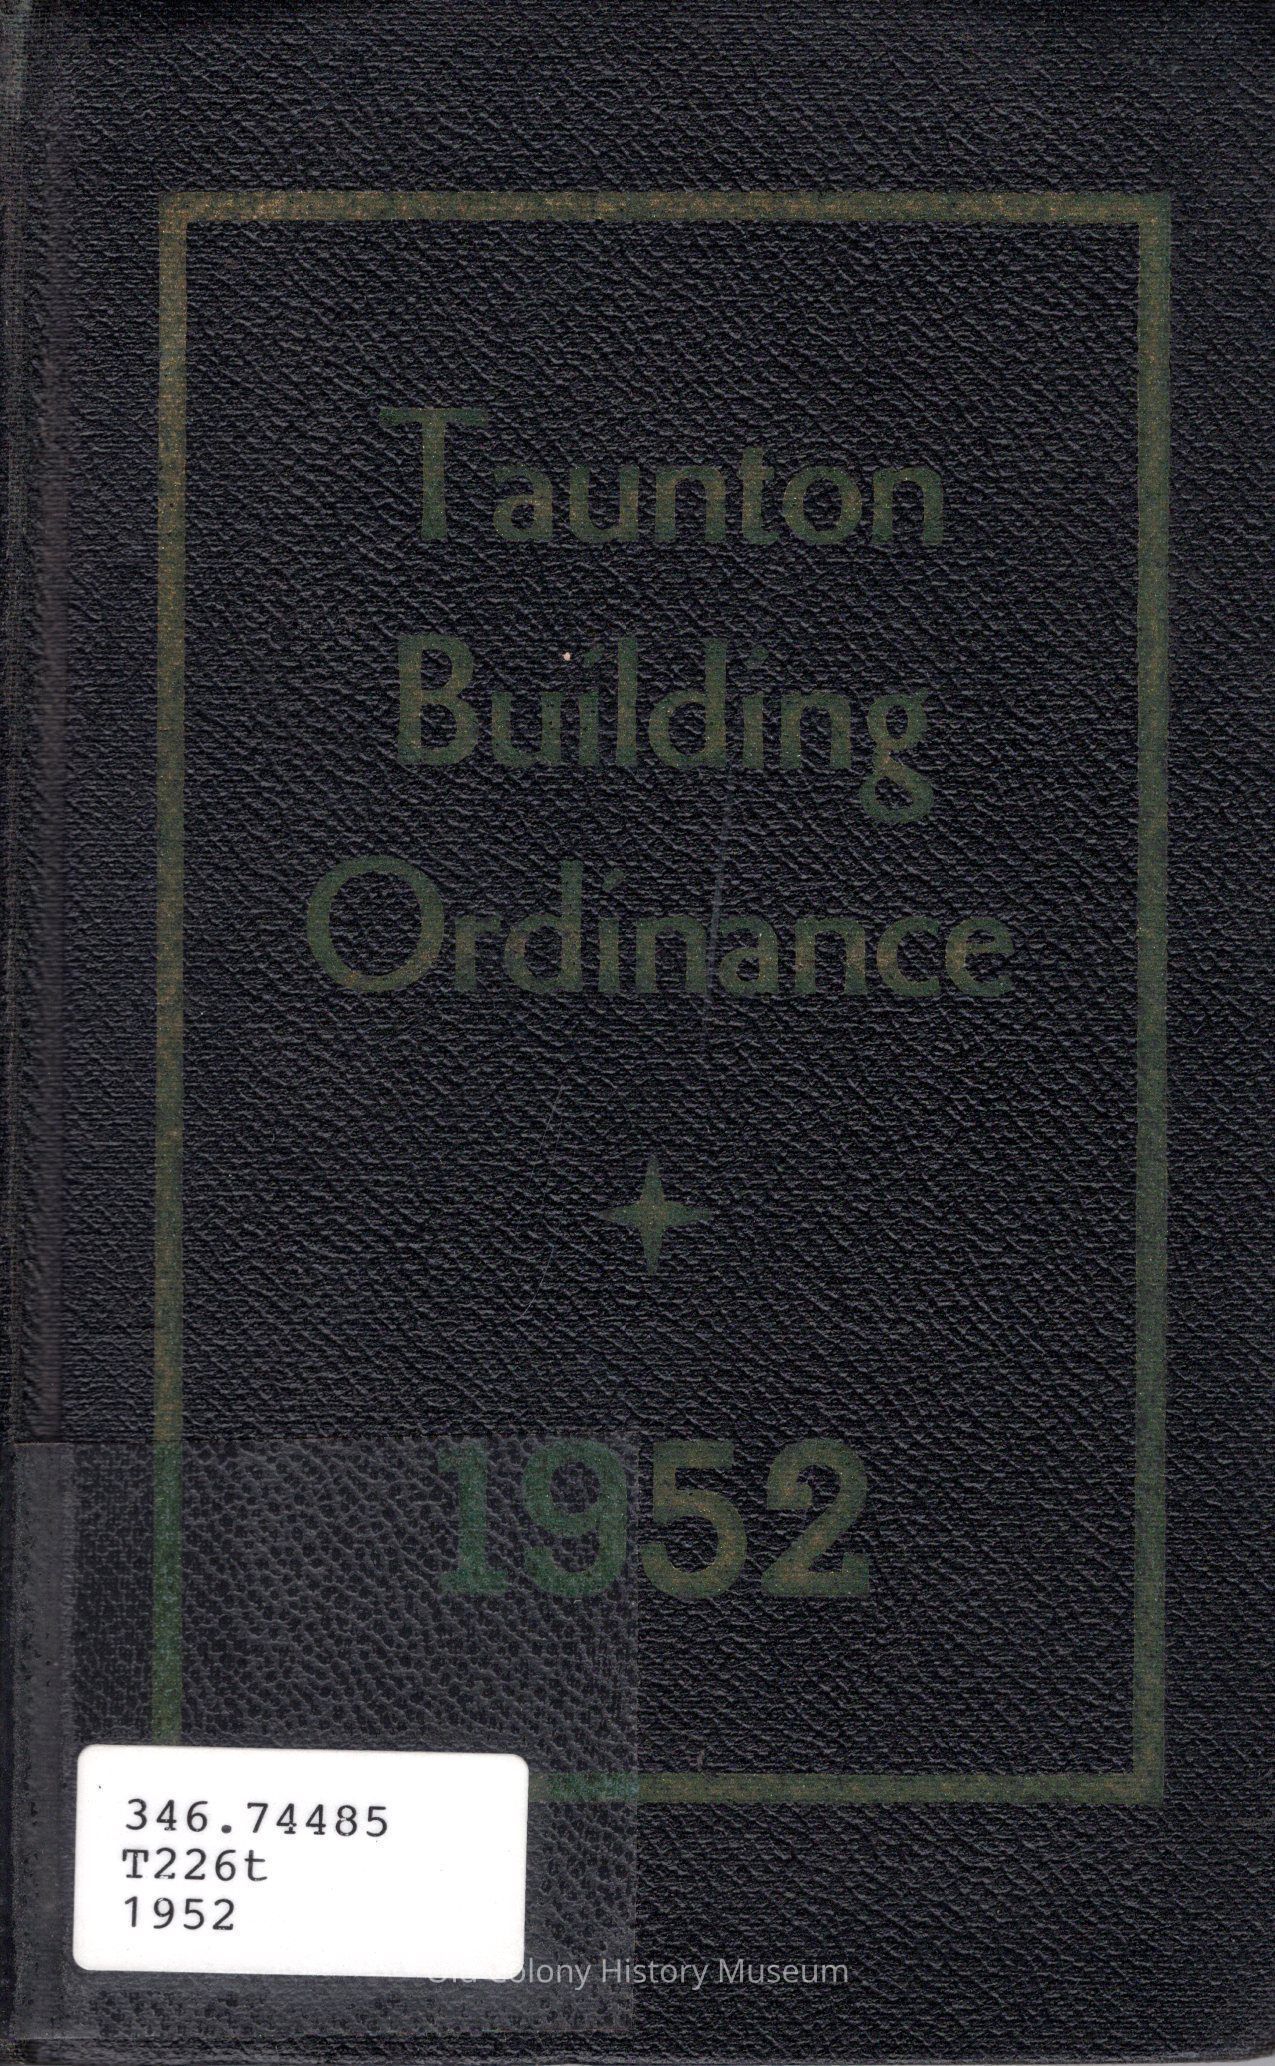 Taunton
Building
Ordinance
1952
346.74485
T226t
1952
Old Colony History Museum